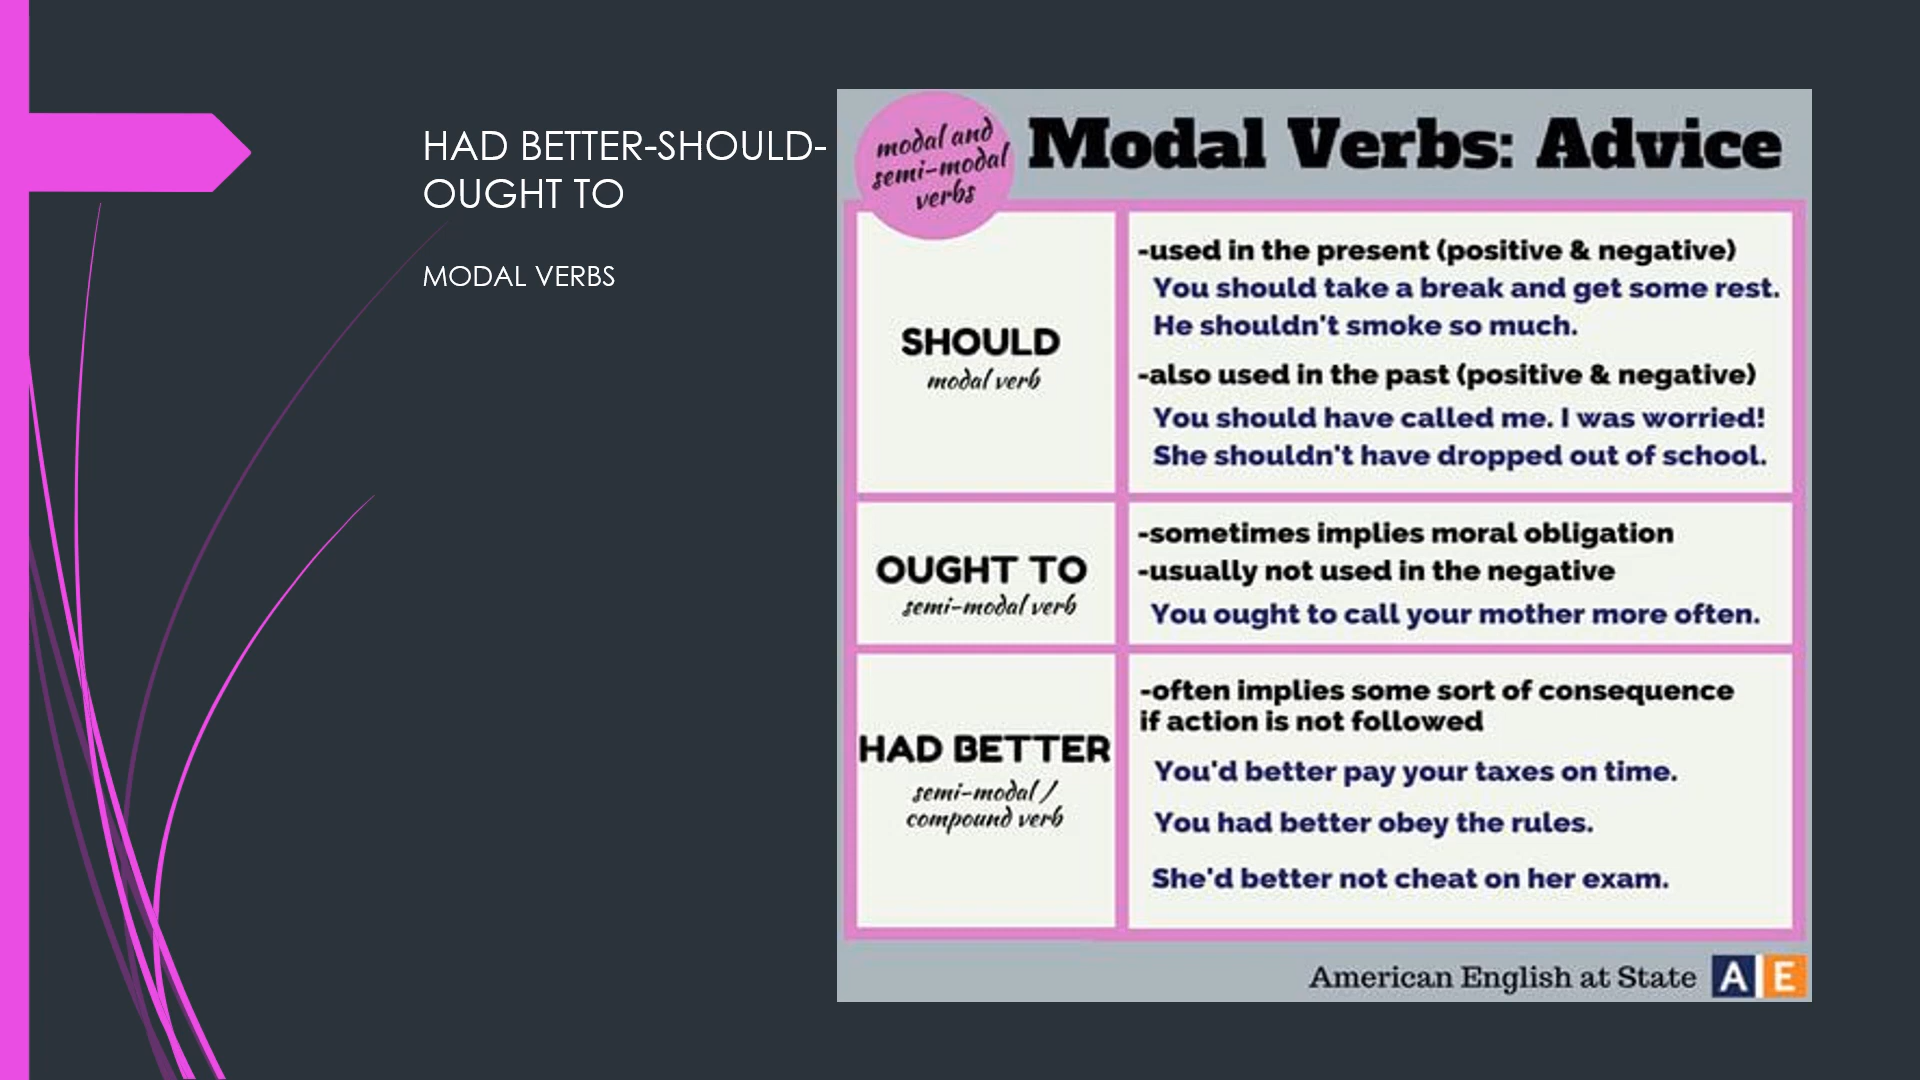 HAD BETTER-SHOULD-
OUGHT TO
MODAL VERBS
modal and
semi-modal
verbs
Modal Verbs: Advice
SHOULD
modal verb
-used in the present (positive & negative)
You should take a break and get some rest.
He shouldn't smoke so much.
-also used in the past (positive & negative)
You should have called me. I was worried!
She shouldn't have dropped out of school.
OUGHT TO
semi-modal verb
-sometimes implies moral obligation
-usually not used in the negative
You ought to call your mother more often.
HAD BETTER
semi-modal /
compound verb
-often implies some sort of consequence
if action is not followed
You'd better pay your taxes on time.
You had better obey the rules.
She'd better not cheat on her exam.
American English at State
A E